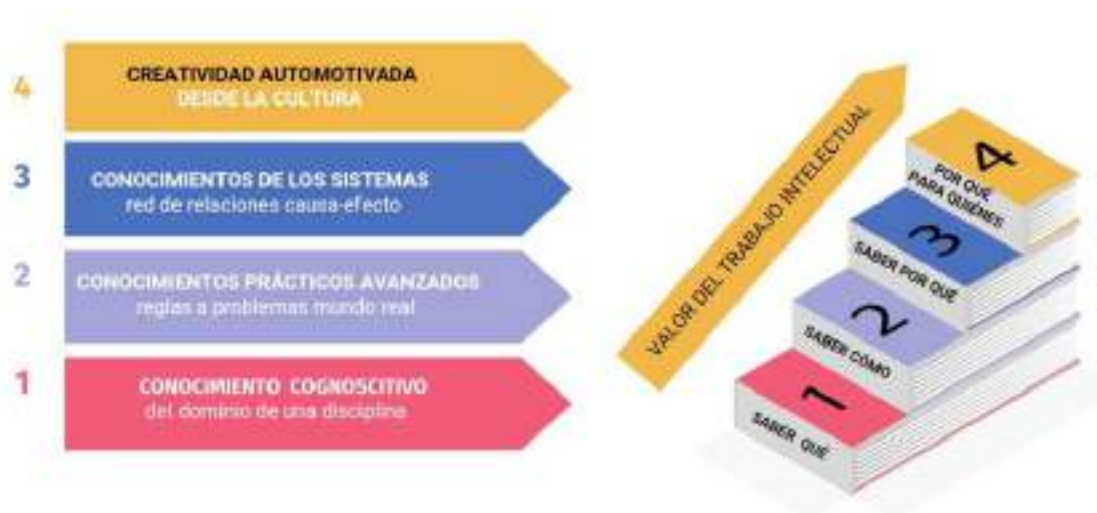 4
CREATIVIDAD AUTOMOTIVADA
DESDE LA CULTURA
3
CONOCIMIENTOS DE LOS SISTEMAS
red de relaciones causa-efecto
2
CONOCIMIENTOS PRÁCTICOS AVANZADOS
reglas a problemas mundo real
1
CONOCIMIENTO COGNOSCITIVO
del dominio de una disciplina
VALOR DEL TRABAJO INTELECTUAL
4
POR QUÉ
PARA QUIÉNES
3
SABER POR QUÉ
2
SABER CÓMO
1
SABER QUÉ